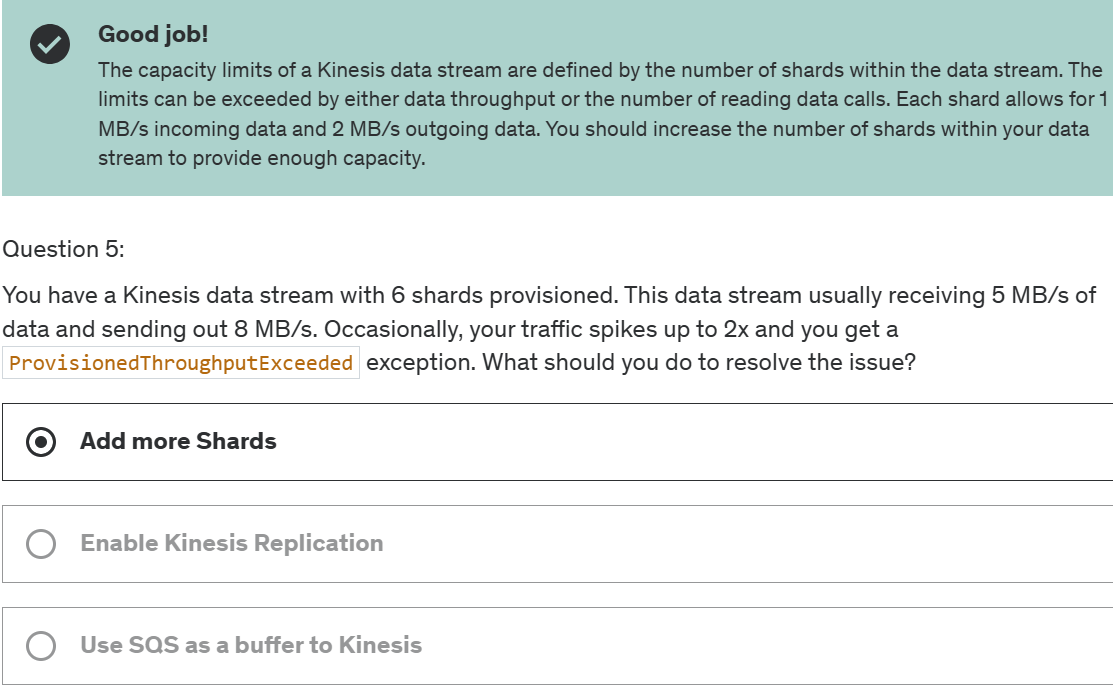 Good job!
The capacity limits of a Kinesis data stream are defined by the number of shards within the data stream. The
limits can be exceeded by either data throughput or the number of reading data calls. Each shard allows for 1
MB/s incoming data and 2 MB/s outgoing data. You should increase the number of shards within your data
stream to provide enough capacity.
Question 5:
You have a Kinesis data stream with 6 shards provisioned. This data stream usually receiving 5 MB/s of
data and sending out 8 MB/s. Occasionally, your traffic spikes up to 2x and you get a
ProvisionedThroughputExceeded exception. What should you do to resolve the issue?
Add more Shards
Enable Kinesis Replication
Use SQS as a buffer to Kinesis